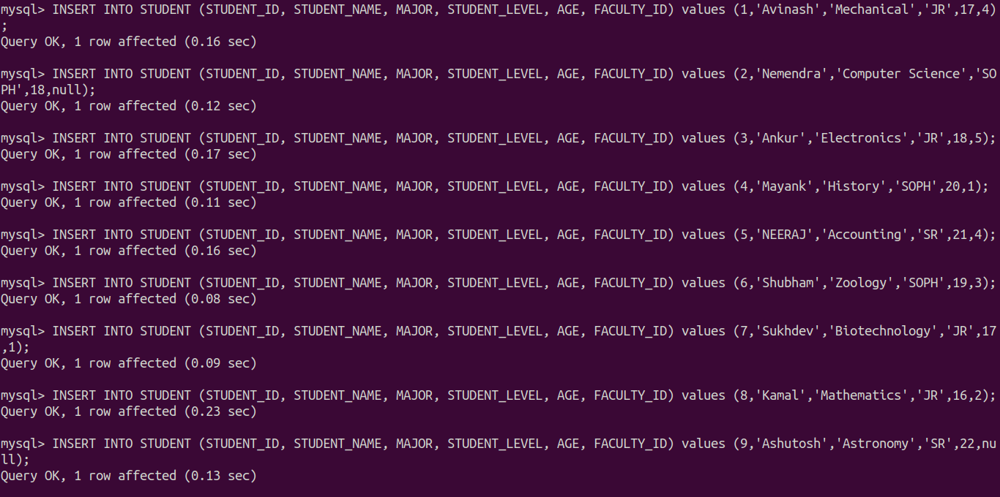 mysql> INSERT INTO STUDENT (STUDENT_ID, STUDENT_NAME, MAJOR, STUDENT_LEVEL, AGE, FACULTY_ID) values (1,'Avinash','Mechanical','JR',17,4)
;
Query OK, 1 row affected (0.16 sec)
mysql> INSERT INTO STUDENT (STUDENT_ID, STUDENT_NAME, MAJOR, STUDENT_LEVEL, AGE, FACULTY_ID) values (2,'Nemendra','Computer Science','SO
PH',18,null);
Query OK, 1 row affected (0.12 sec)
mysql> INSERT INTO STUDENT (STUDENT_ID, STUDENT_NAME, MAJOR, STUDENT_LEVEL, AGE, FACULTY_ID) values (3,'Ankur','Electronics','JR',18,5);
Query OK, 1 row affected (0.17 sec)
mysql> INSERT INTO STUDENT (STUDENT_ID, STUDENT_NAME, MAJOR, STUDENT_LEVEL, AGE, FACULTY_ID) values (4,'Mayank','History','SOPH',20,1);
Query OK, 1 row affected (0.11 sec)
mysql> INSERT INTO STUDENT (STUDENT_ID, STUDENT_NAME, MAJOR, STUDENT_LEVEL, AGE, FACULTY_ID) values (5,'NEERAJ','Accounting','SR',21,4);
Query OK, 1 row affected (0.16 sec)
mysql> INSERT INTO STUDENT (STUDENT_ID, STUDENT_NAME, MAJOR, STUDENT_LEVEL, AGE, FACULTY_ID) values (6,'Shubham','Zoology','SOPH',19,3);
Query OK, 1 row affected (0.08 sec)
mysql> INSERT INTO STUDENT (STUDENT_ID, STUDENT_NAME, MAJOR, STUDENT_LEVEL, AGE, FACULTY_ID) values (7,'Sukhdev','Biotechnology','JR',17
,1);
Query OK, 1 row affected (0.09 sec)
mysql> INSERT INTO STUDENT (STUDENT_ID, STUDENT_NAME, MAJOR, STUDENT_LEVEL, AGE, FACULTY_ID) values (8,'Kamal','Mathematics','JR',16,2);
Query OK, 1 row affected (0.23 sec)
mysql> INSERT INTO STUDENT (STUDENT_ID, STUDENT_NAME, MAJOR, STUDENT_LEVEL, AGE, FACULTY_ID) values (9,'Ashutosh','Astronomy','SR',22,nu
ll);
Query OK, 1 row affected (0.13 sec)